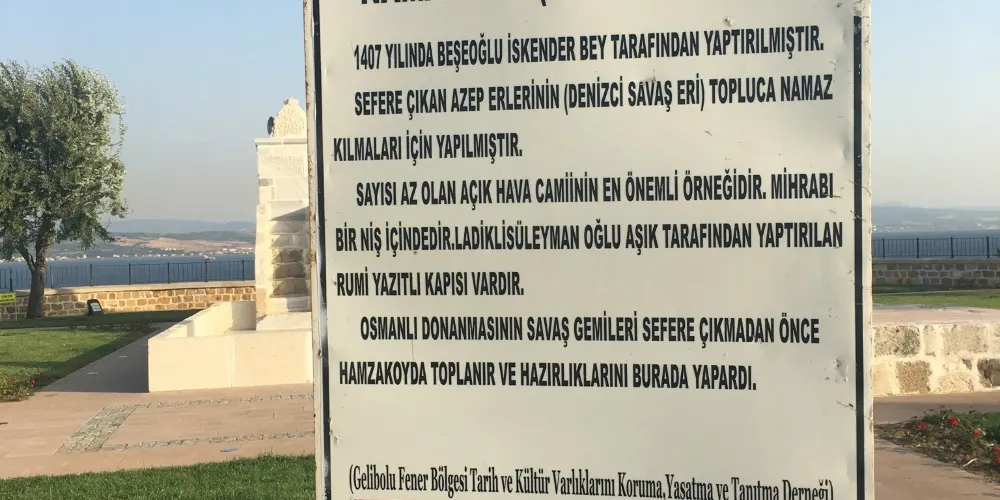 1407 YILINDA BEŞEOĞLU İSKENDER BEY TARAFINDAN YAPTIRILMIŞTIR.
SEFERE ÇIKAN AZEP ERLERİNİN (DENİZCİ SAVAŞ ERİ) TOPLUCA NAMAZ
KILMALARI İÇİN YAPILMIŞTIR.
SAYISI AZ OLAN AÇIK HAVA CAMİİNİN EN ÖNEMLİ ÖRNEĞİDİR. MİHRABI
BİR NİŞ İÇİNDEDİR.LADİKLİSÜLEYMAN OĞLU AŞIK TARAFINDAN YAPTIRILAN
RUMİ YAZITLI KAPISI VARDIR.
OSMANLI DONANMASININ SAVAŞ GEMİLERİ SEFERE ÇIKMADAN ÖNCE
HAMZAKOYDA TOPLANIR VE HAZIRLIKLARINI BURADA YAPARDI.
(Gelibolu Fener Bölgesi Tarih ve Kültür Varlıklarını Koruma,Yaşatma ve Tanıtma Derneği)